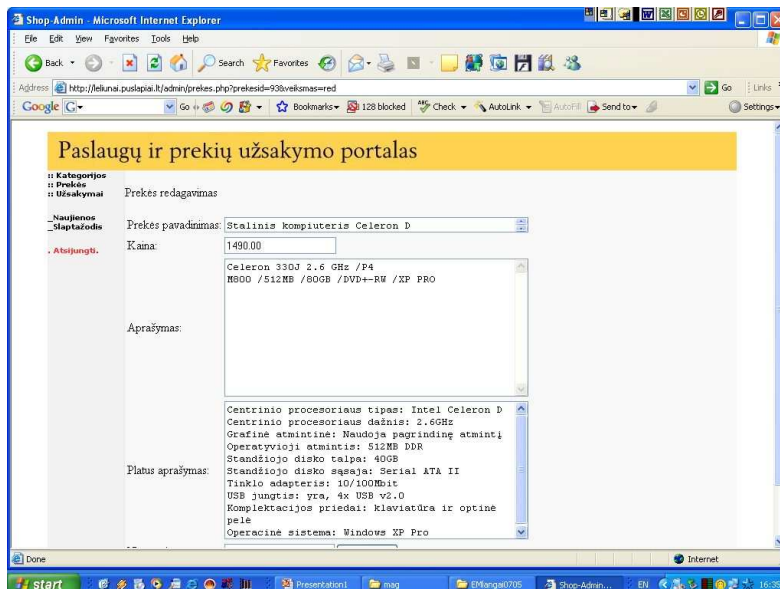 Shop-Admin - Microsoft Internet Explorer
File Edit View Favorites Tools Help
Back Search Favorites
Address http://leliunai.puslapiai.lt/admin/prekes.php?prekesid=93&veiksmas=red Go Links
Google G Go Bookmarks 128 blocked ABC Check AutoLink AutoFill Send to Settings
Paslaugų ir prekių užsakymo portalas
:: Kategorijos
:: Prekės
:: Užsakymai
_Naujienos
_Slaptažodis
. Atsijungti.
Prekės redagavimas
Prekės pavadinimas: Stalinis kompiuteris Celeron D
Kaina: 1490.00
Aprašymas:
Celeron 330J 2.6 GHz /P4
M800 /512MB /80GB /DVD+-RW /XP PRO
Platus aprašymas:
Centrinio procesoriaus tipas: Intel Celeron D
Centrinio procesoriaus dažnis: 2.6GHz
Grafinė atmintinė: Naudoja pagrindinę atmintį
Operatyvioji atmintis: 512MB DDR
Standžiojo disko talpa: 40GB
Standžiojo disko sąsaja: Serial ATA II
Tinklo adapteris: 10/100Mbit
USB jungtis: yra, 4x USB v2.0
Komplektacijos priedai: klaviatūra ir optinė
pelė
Operacinė sistema: Windows XP Pro
Done Internet
start Presentation1 mag EMangai0705 Shop-Admin... EN 16:35